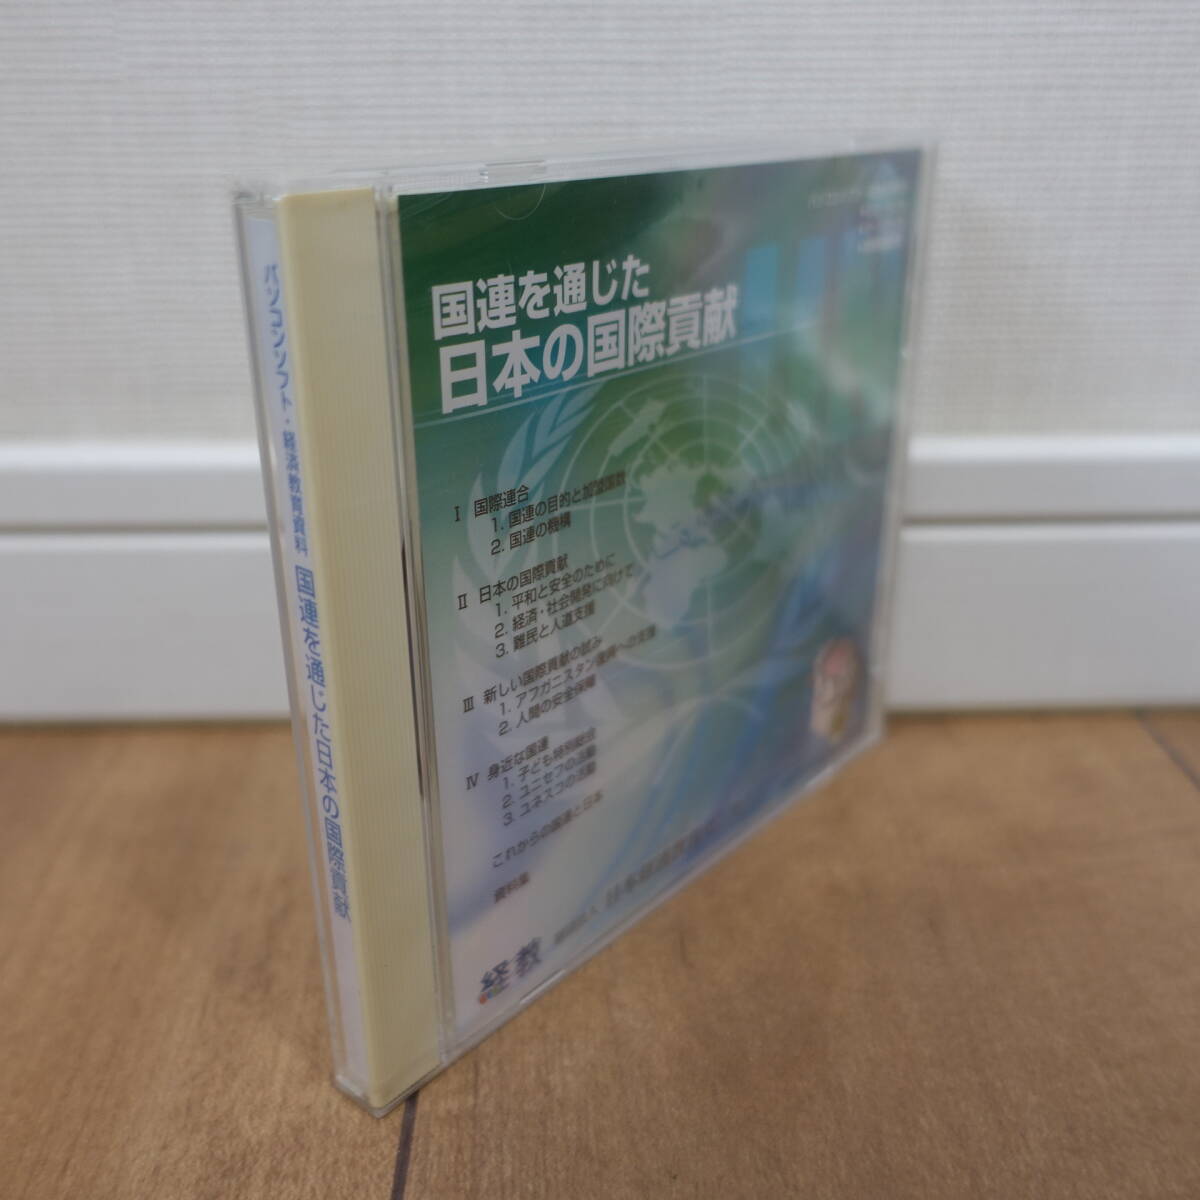 パソコンソフト・経済教育資料 国連を通じた日本の国際貢献
国連を通じた
日本の国際貢献
Ⅰ 国際連合
1. 国連の目的と加盟国数
2. 国連の機構
Ⅱ 日本の国際貢献
1. 平和と安全のために
2. 経済・社会開発に向けて
3. 難民と人道支援
Ⅲ 新しい国際貢献の試み
1. アフガニスタン復興への支援
2. 人間の安全保障
Ⅳ 身近な国連
1. 子ども特別総会
2. ユニセフの活動
3. ユネスコの活動
これからの国連と日本
資料集
経教